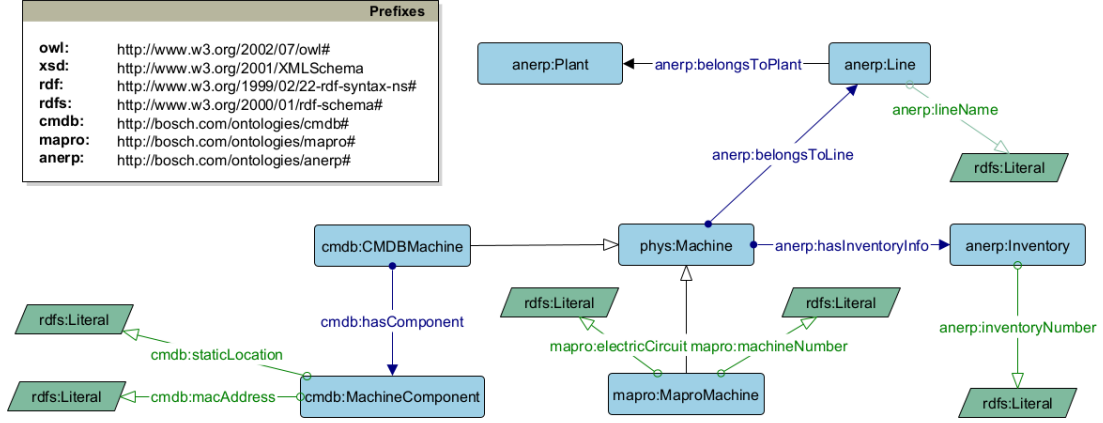 Prefixes
owl: http://www.w3.org/2002/07/owl#
xsd: http://www.w3.org/2001/XMLSchema
rdf: http://www.w3.org/1999/02/22-rdf-syntax-ns#
rdfs: http://www.w3.org/2000/01/rdf-schema#
cmdb: http://bosch.com/ontologies/cmdb#
mapro: http://bosch.com/ontologies/mapro#
anerp: http://bosch.com/ontologies/anerp#
anerp:Plant
anerp:belongsToPlant
anerp:Line
anerp:lineName
rdfs:Literal
anerp:belongsToLine
cmdb:CMDBMachine
phys:Machine
anerp:hasInventoryInfo
anerp:Inventory
rdfs:Literal
rdfs:Literal
rdfs:Literal
cmdb:hasComponent
anerp:inventoryNumber
mapro:electricCircuit
mapro:machineNumber
cmdb:staticLocation
rdfs:Literal
cmdb:macAddress
cmdb:MachineComponent
mapro:MaproMachine
rdfs:Literal